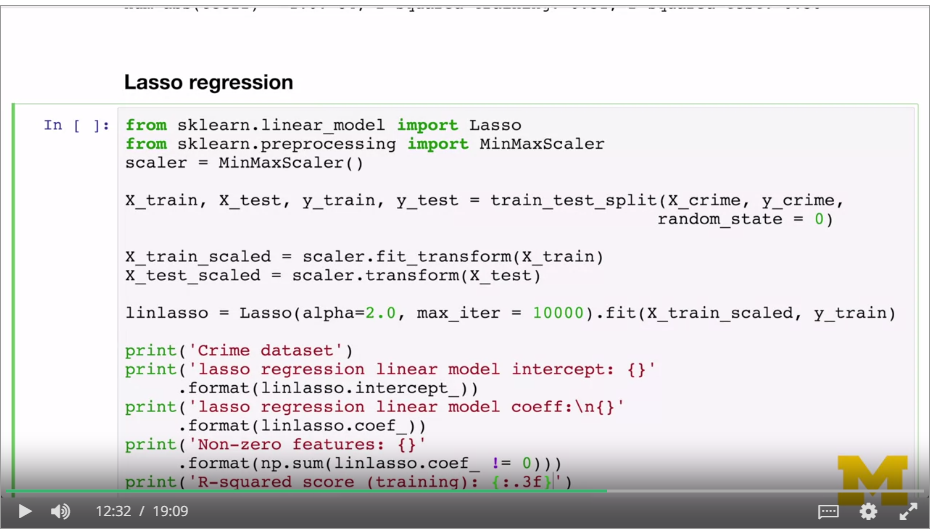 Lasso regression
In [ ]: from sklearn.linear_model import Lasso
from sklearn.preprocessing import MinMaxScaler
scaler = MinMaxScaler()
X_train, X_test, y_train, y_test = train_test_split(X_crime, y_crime,
random_state = 0)
X_train_scaled = scaler.fit_transform(X_train)
X_test_scaled = scaler.transform(X_test)
linlasso = Lasso(alpha=2.0, max_iter = 10000).fit(X_train_scaled, y_train)
print('Crime dataset')
print('lasso regression linear model intercept: {}'
.format(linlasso.intercept_))
print('lasso regression linear model coeff:\n{}'
.format(linlasso.coef_))
print('Non-zero features: {}'
.format(np.sum(linlasso.coef_ != 0)))
print('R-squared score (training): {:.3f}')
M
12:32 / 19:09